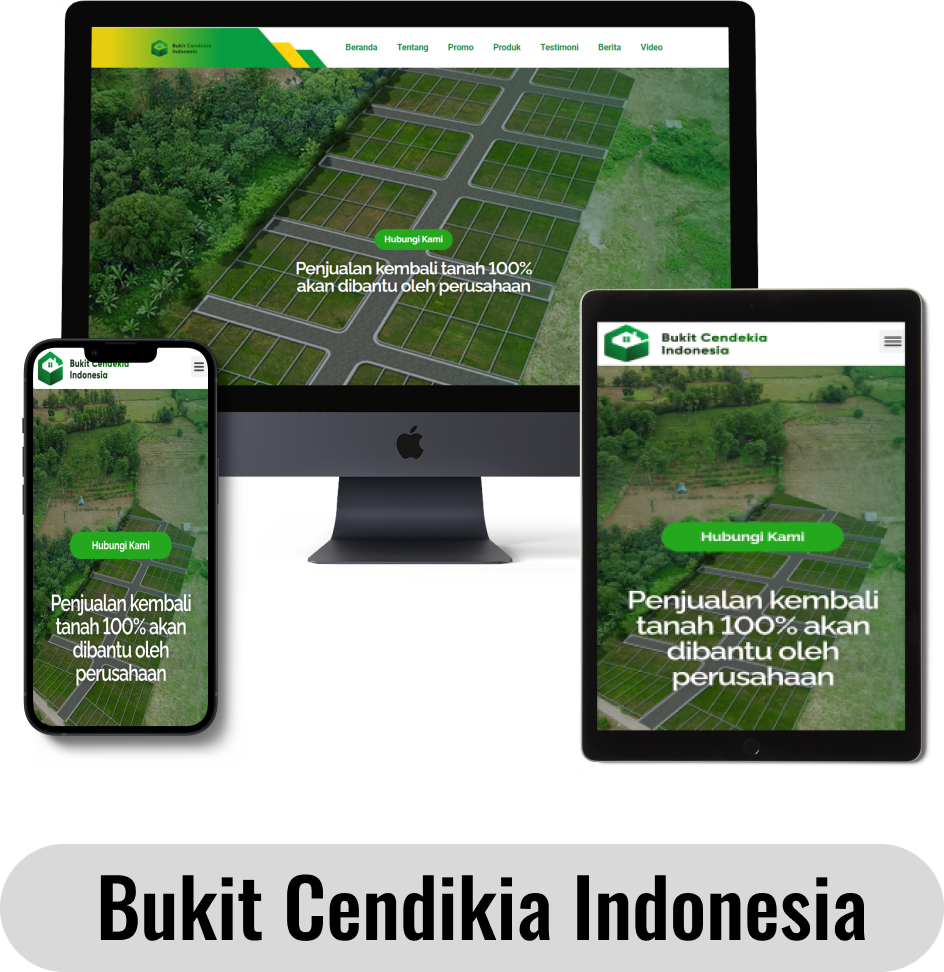 Bukit Cendekia
Indonesia
Beranda Tentang Promo Produk Testimoni Berita Video
Hubungi Kami
Penjualan kembali tanah 100%
akan dibantu oleh perusahaan
Bukit Cendekia
Indonesia
Hubungi Kami
Penjualan kembali
tanah 100% akan
dibantu oleh
perusahaan
Bukit Cendekia
Indonesia
Hubungi Kami
Penjualan kembali
tanah 100% akan
dibantu oleh
perusahaan
Bukit Cendikia Indonesia